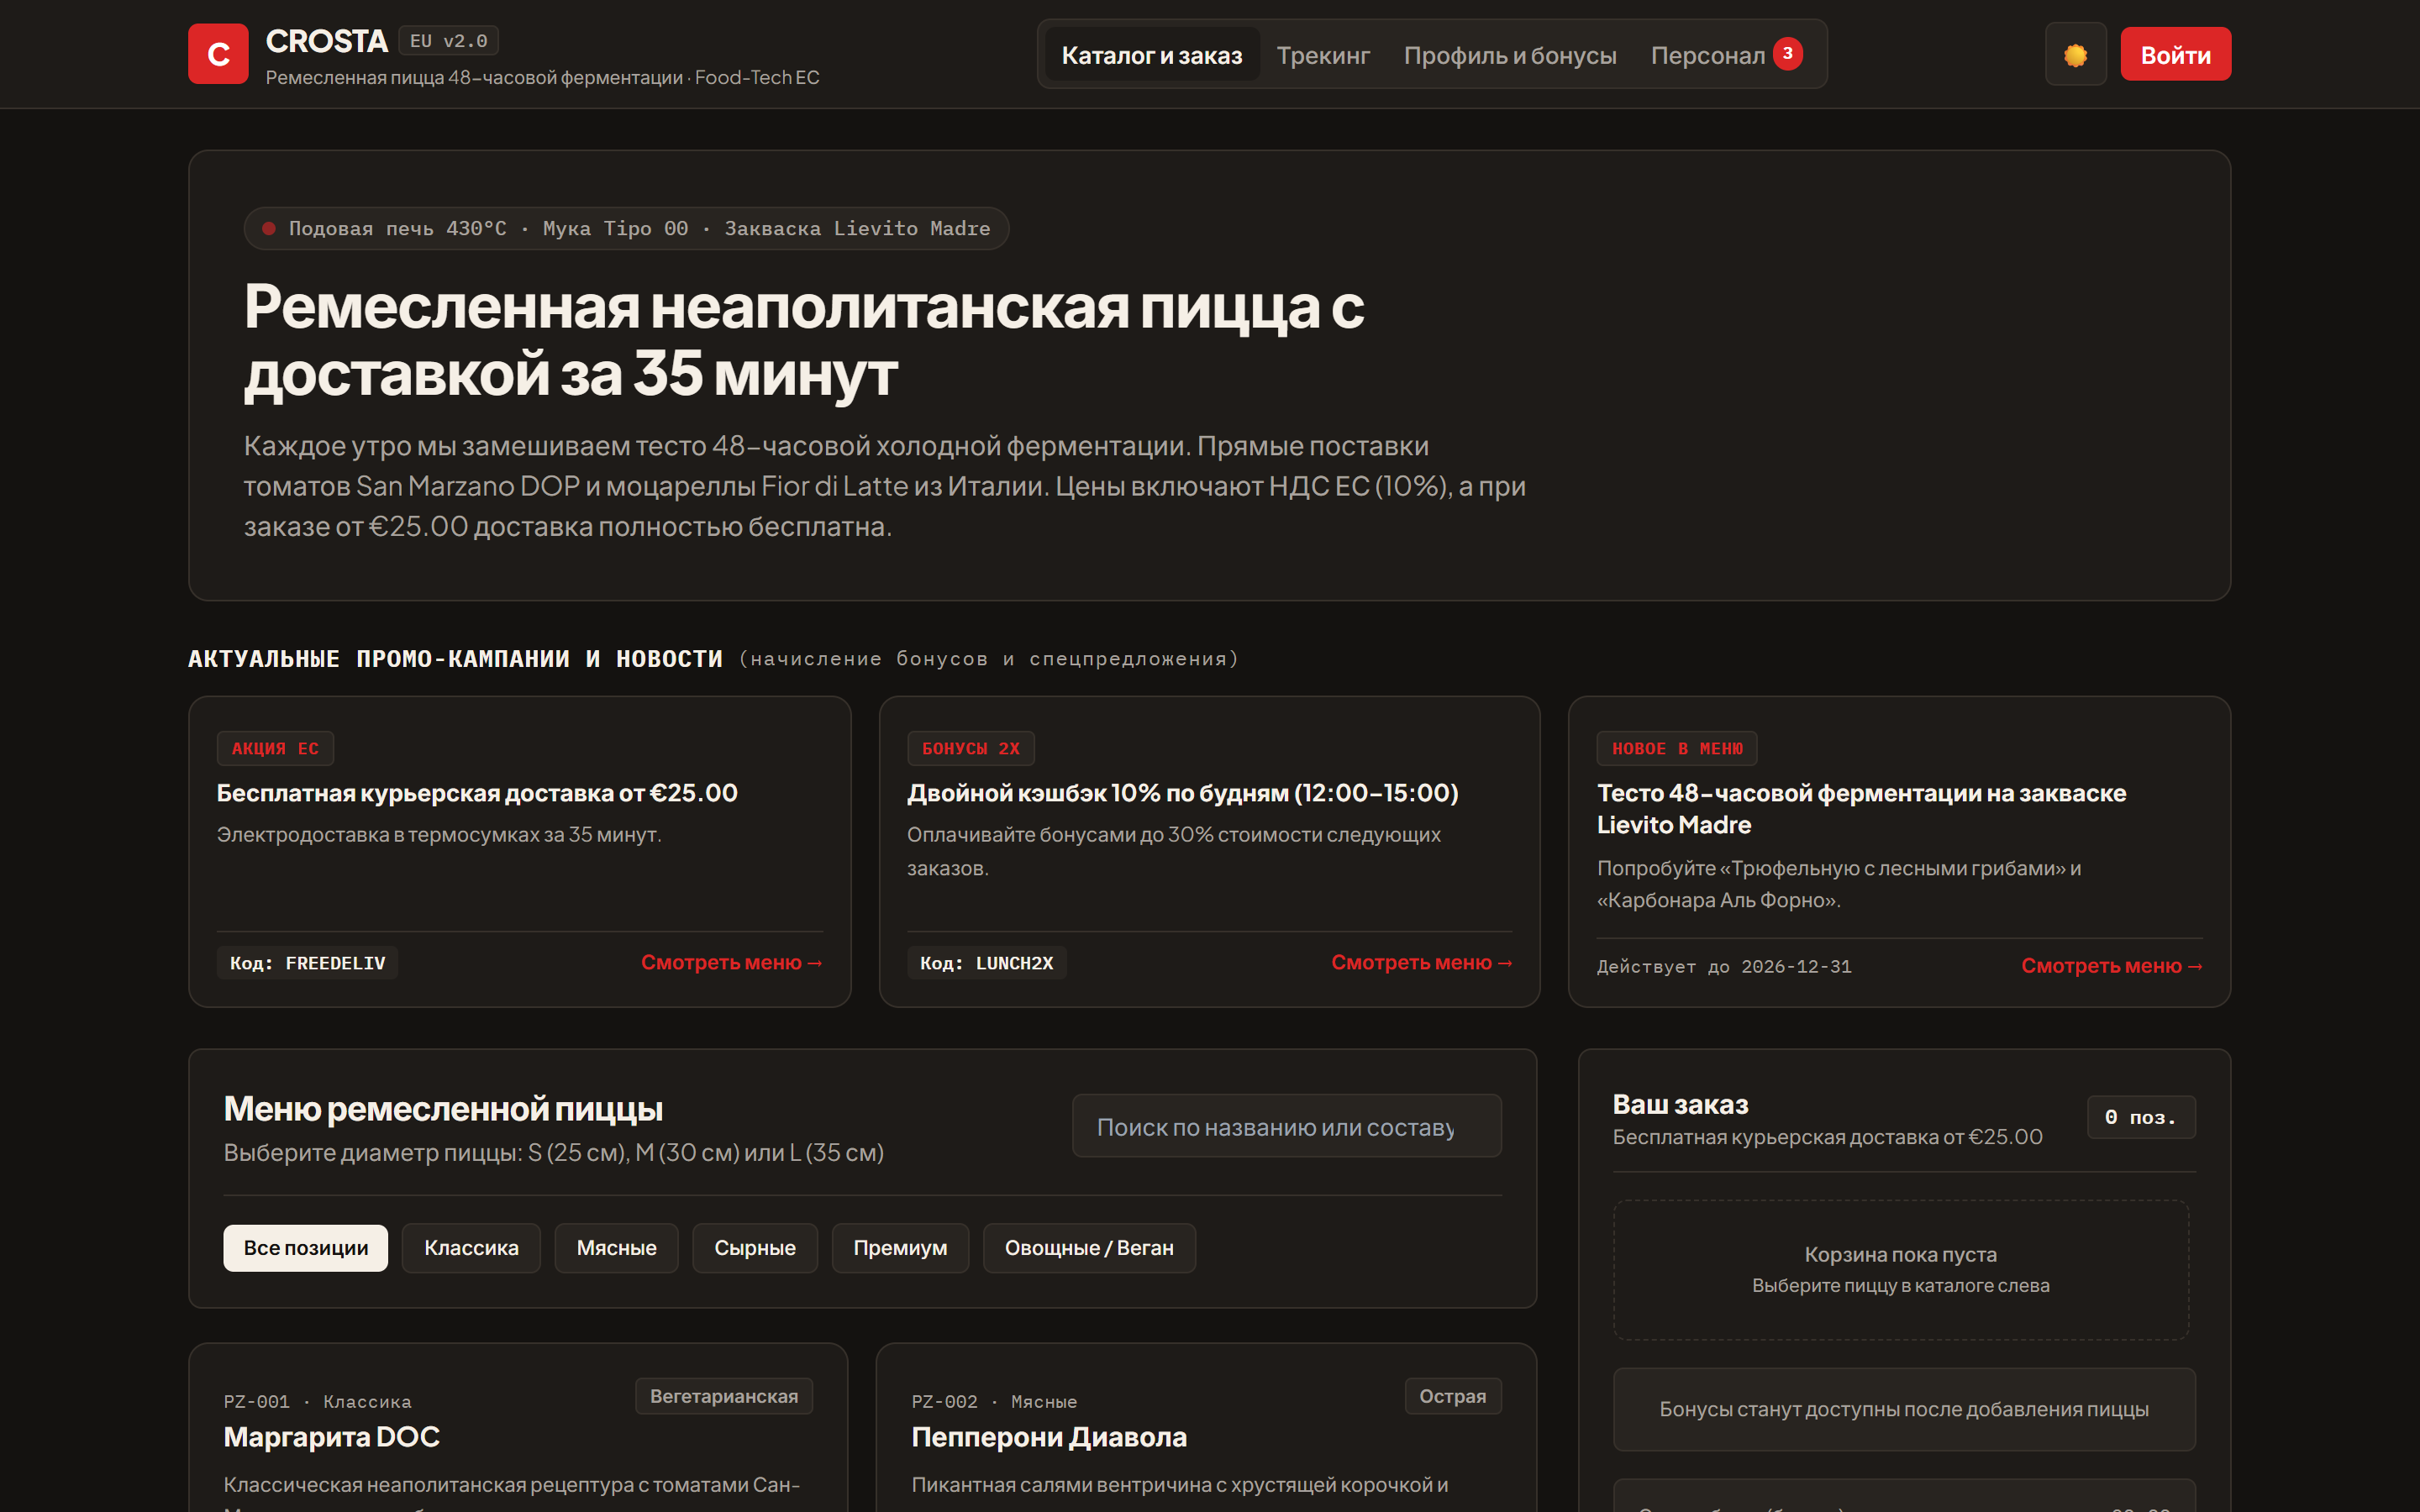 C
CROSTA EU v2.0
Ремесленная пицца 48-часовой ферментации · Food-Tech ЕС
Каталог и заказ Трекинг Профиль и бонусы Персонал 3
Войти
Подовая печь 430°C · Мука Tipo 00 · Закваска Lievito Madre
Ремесленная неаполитанская пицца с
доставкой за 35 минут
Каждое утро мы замешиваем тесто 48-часовой холодной ферментации. Прямые поставки
томатов San Marzano DOP и моцареллы Fior di Latte из Италии. Цены включают НДС ЕС (10%), а при
заказе от €25.00 доставка полностью бесплатна.
АКТУАЛЬНЫЕ ПРОМО-КАМПАНИИ И НОВОСТИ (начисление бонусов и спецпредложения)
АКЦИЯ ЕС
Бесплатная курьерская доставка от €25.00
Электродоставка в термосумках за 35 минут.
Код: FREEDELIV Смотреть меню →
БОНУСЫ 2X
Двойной кэшбэк 10% по будням (12:00–15:00)
Оплачивайте бонусами до 30% стоимости следующих
заказов.
Код: LUNCH2X Смотреть меню →
НОВОЕ В МЕНЮ
Тесто 48-часовой ферментации на закваске
Lievito Madre
Попробуйте «Трюфельную с лесными грибами» и
«Карбонара Аль Форно».
Действует до 2026-12-31 Смотреть меню →
Меню ремесленной пиццы
Выберите диаметр пиццы: S (25 см), M (30 см) или L (35 см)
Поиск по названию или составу
Все позиции Классика Мясные Сырные Премиум Овощные / Веган
PZ-001 · Классика Вегетарианская
Маргарита DOC
Классическая неаполитанская рецептура с томатами Сан-
PZ-002 · Мясные Острая
Пепперони Диавола
Пикантная салями вентричина с хрустящей корочкой и
Ваш заказ
Бесплатная курьерская доставка от €25.00
0 поз.
Корзина пока пуста
Выберите пиццу в каталоге слева
Бонусы станут доступны после добавления пиццы